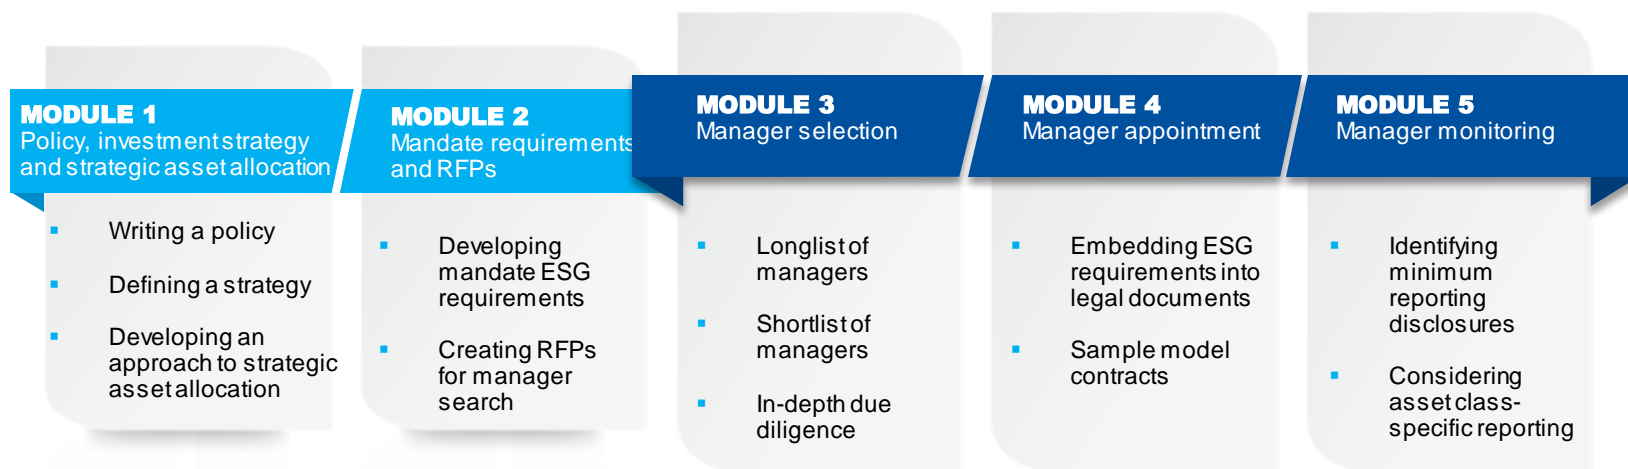 MODULE 1
Policy, investment strategy
and strategic asset allocation
Writing a policy
Defining a strategy
Developing an
approach to strategic
asset allocation
MODULE 2
Mandate requirements
and RFPs
Developing
mandate ESG
requirements
Creating RFPs
for manager
search
MODULE 3
Manager selection
Longlist of
managers
Shortlist of
managers
In-depth due
diligence
MODULE 4
Manager appointment
Embedding ESG
requirements into
legal documents
Sample model
contracts
MODULE 5
Manager monitoring
Identifying
minimum
reporting
disclosures
Considering
asset class-
specific reporting